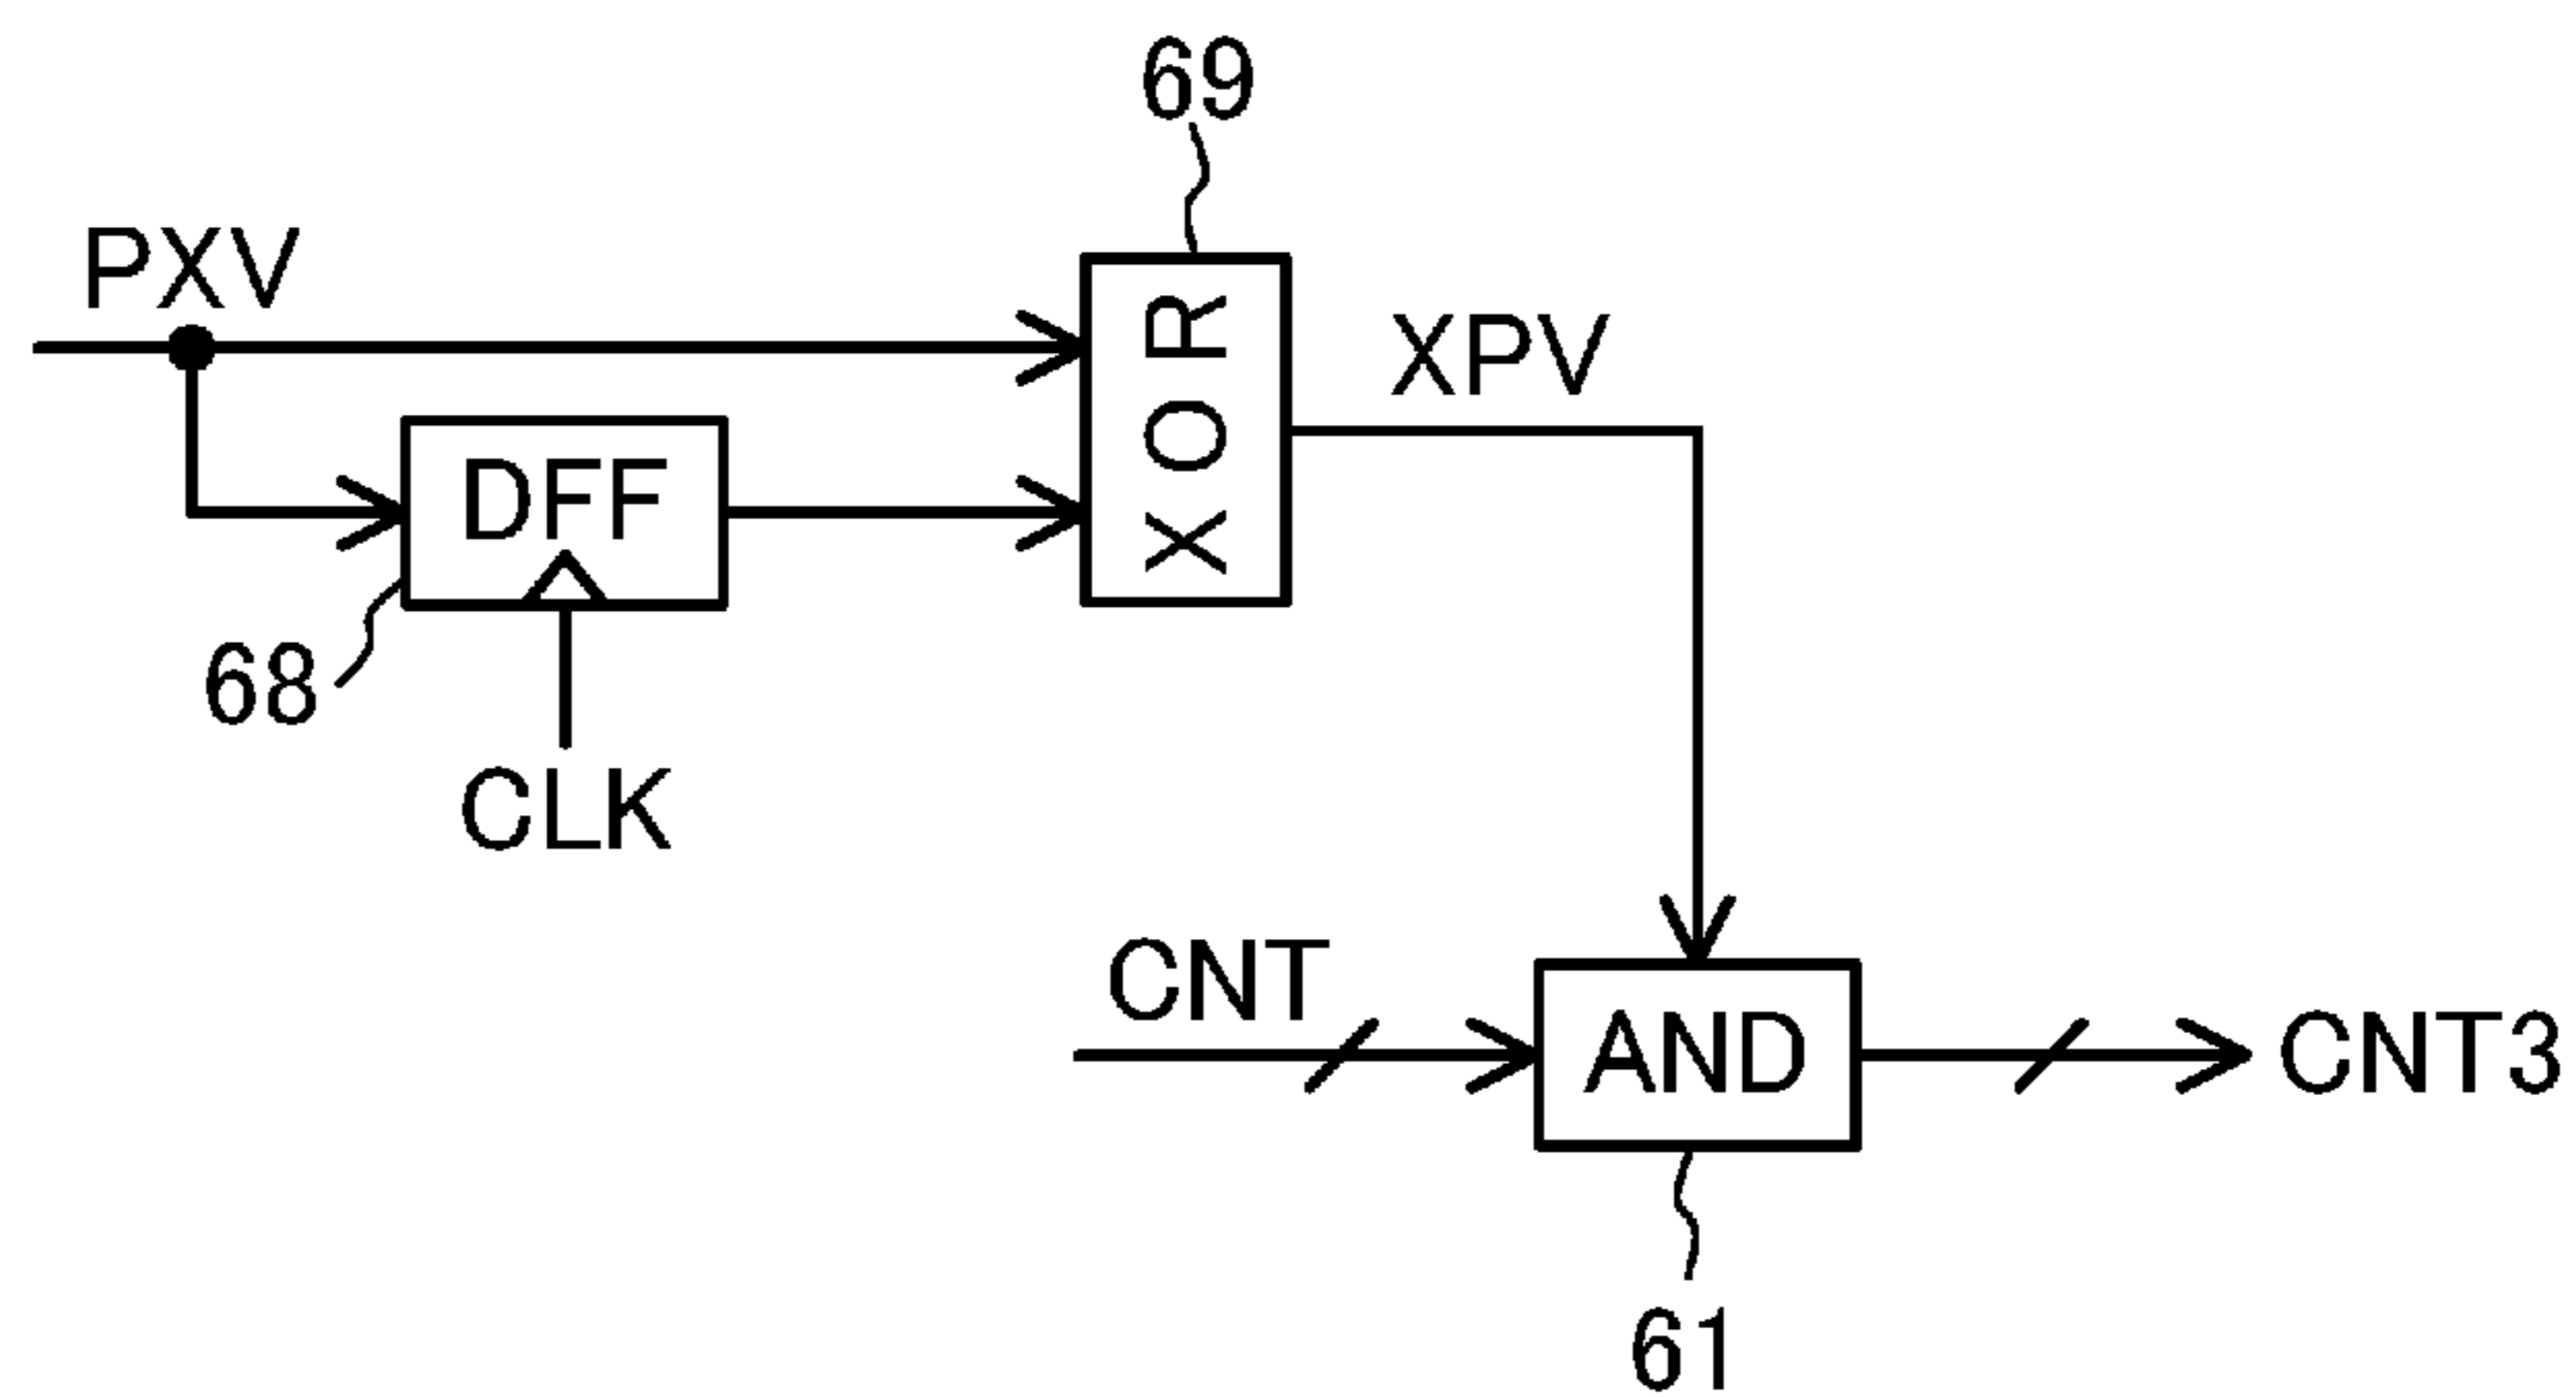 69
PXV
XOR
XPV
DFF
68
CLK
CNT
AND
CNT3
61